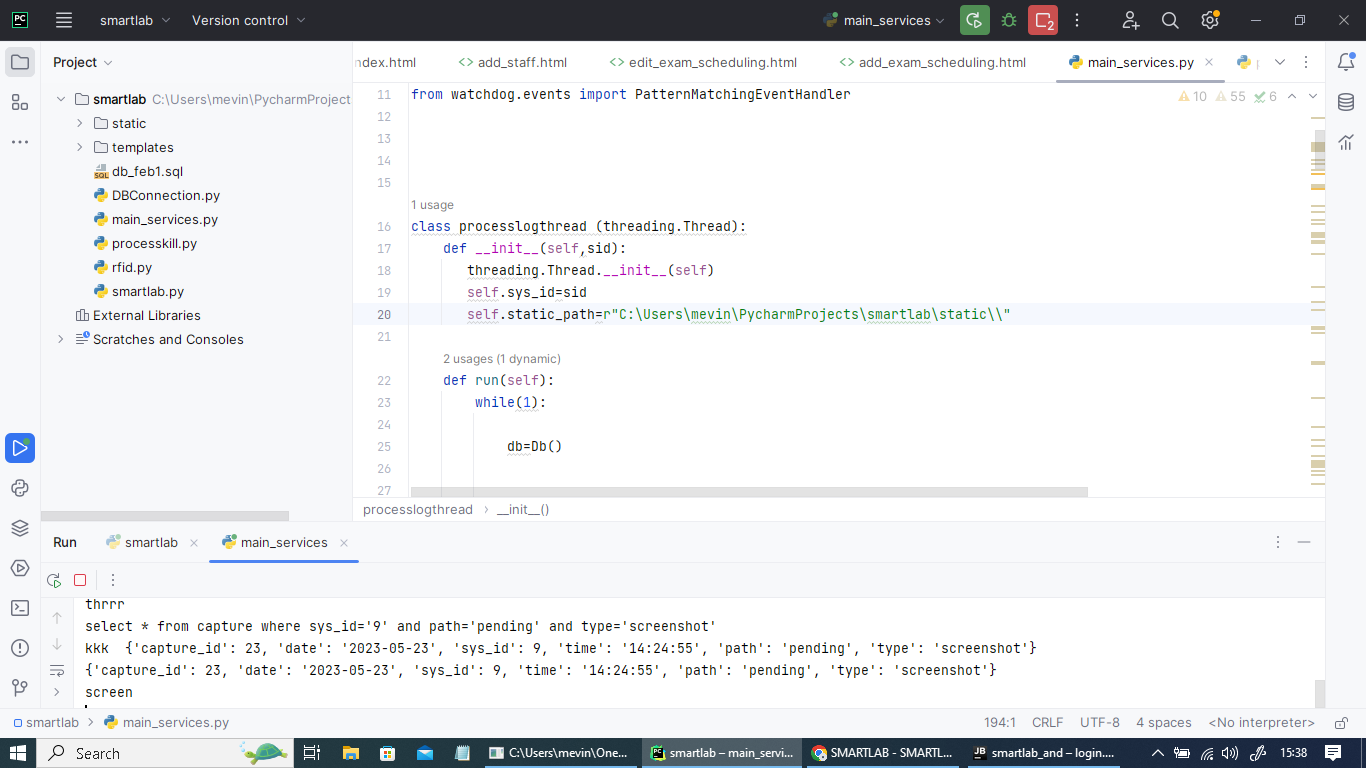 PC
smartlab
Version control
main_services
2
Project
ndex.html
add_staff.html
edit_exam_scheduling.html
add_exam_scheduling.html
main_services.py
smartlab C:\Users\mevin\PycharmProject
static
templates
SQL db_feb1.sql
DBConnection.py
main_services.py
processkill.py
rfid.py
smartlab.py
External Libraries
Scratches and Consoles
10 55 6
11 from watchdog.events import PatternMatchingEventHandler
12
13
14
15
1 usage
16 class processlogthread (threading.Thread):
17 def __init__(self,sid):
18 threading.Thread.__init__(self)
19 self.sys_id=sid
20 self.static_path=r"C:\Users\mevin\PycharmProjects\smartlab\static\\"
21
2 usages (1 dynamic)
22 def run(self):
23 while(1):
24
25 db=Db()
26
27
processlogthread › __init__()
Run
smartlab
main_services
thrrr
select * from capture where sys_id='9' and path='pending' and type='screenshot'
kkk  {'capture_id': 23, 'date': '2023-05-23', 'sys_id': 9, 'time': '14:24:55', 'path': 'pending', 'type': 'screenshot'}
{'capture_id': 23, 'date': '2023-05-23', 'sys_id': 9, 'time': '14:24:55', 'path': 'pending', 'type': 'screenshot'}
screen
smartlab › main_services.py
194:1 CRLF UTF-8 4 spaces <No interpreter>
Search
C:\Users\mevin\One...
PC smartlab – main_servi...
SMARTLAB - SMARTL...
JB smartlab_and – login....
15:38